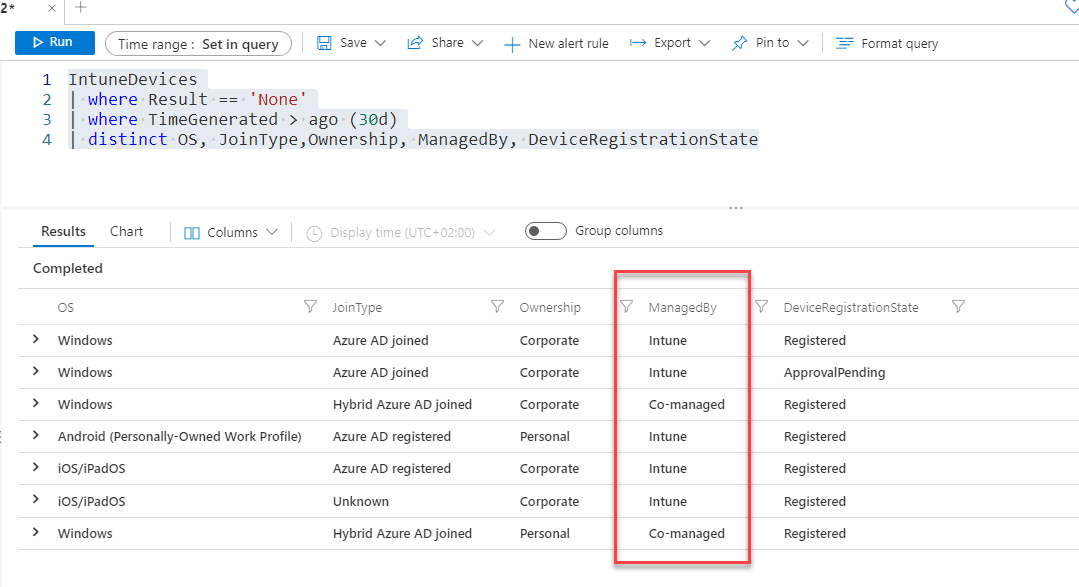 2*
Run Time range : Set in query Save Share New alert rule Export Pin to Format query
1 IntuneDevices
2 | where Result == 'None'
3 | where TimeGenerated > ago (30d)
4 | distinct OS, JoinType,Ownership, ManagedBy, DeviceRegistrationState
...
Results Chart Columns Display time (UTC+02:00) Group columns
Completed
OS JoinType Ownership ManagedBy DeviceRegistrationState
Windows Azure AD joined Corporate Intune Registered
Windows Azure AD joined Corporate Intune ApprovalPending
Windows Hybrid Azure AD joined Corporate Co-managed Registered
Android (Personally-Owned Work Profile) Azure AD registered Personal Intune Registered
iOS/iPadOS Azure AD registered Corporate Intune Registered
iOS/iPadOS Unknown Corporate Intune Registered
Windows Hybrid Azure AD joined Personal Co-managed Registered